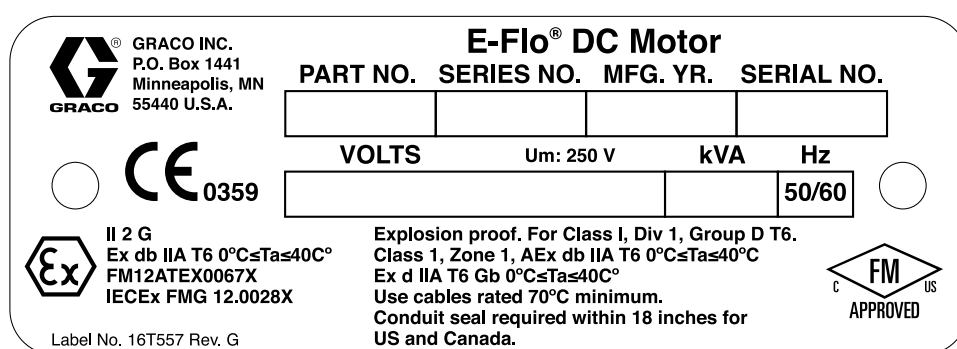 GRACO
®
GRACO INC.
P.O. Box 1441
Minneapolis, MN
55440 U.S.A.
E-Flo® DC Motor
PART NO. SERIES NO. MFG. YR. SERIAL NO.
VOLTS Um: 250 V kVA Hz
50/60
CE 0359
Ex
II 2 G
Ex db IIA T6 0°C≤Ta≤40C°
FM12ATEX0067X
IECEx FMG 12.0028X
Label No. 16T557 Rev. G
Explosion proof. For Class I, Div 1, Group D T6.
Class 1, Zone 1, AEx db IIA T6 0°C≤Ta≤40°C
Ex d IIA T6 Gb 0°C≤Ta≤40C°
Use cables rated 70°C minimum.
Conduit seal required within 18 inches for
US and Canada.
C FM US
APPROVED